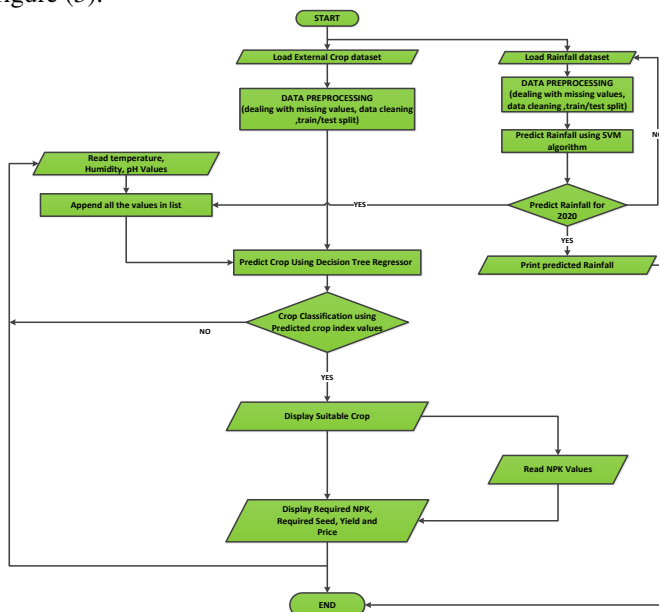 figure (3).
START
Load External Crop dataset
Load Rainfall dataset
DATA PREPROCESSING
(dealing with missing values, data cleaning
,train/test split)
DATA PREPROCESSING
(dealing with missing values,
data cleaning ,train/test split)
Predict Rainfall using SVM
algorithm
NO
Read temperature,
Humidity, pH Values
Append all the values in list
YES
Predict Rainfall for
2020
YES
Print predicted Rainfall
Predict Crop Using Decision Tree Regressor
Crop Classification using
Predicted crop index values
NO
YES
Display Suitable Crop
Read NPK Values
Display Required NPK,
Required Seed, Yield and
Price
END